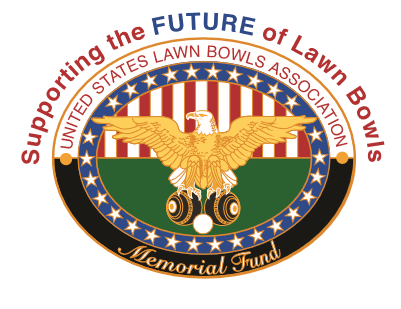 Supporting the FUTURE of Lawn Bowls
UNITED STATES LAWN BOWLS ASSOCIATION
Memorial Fund